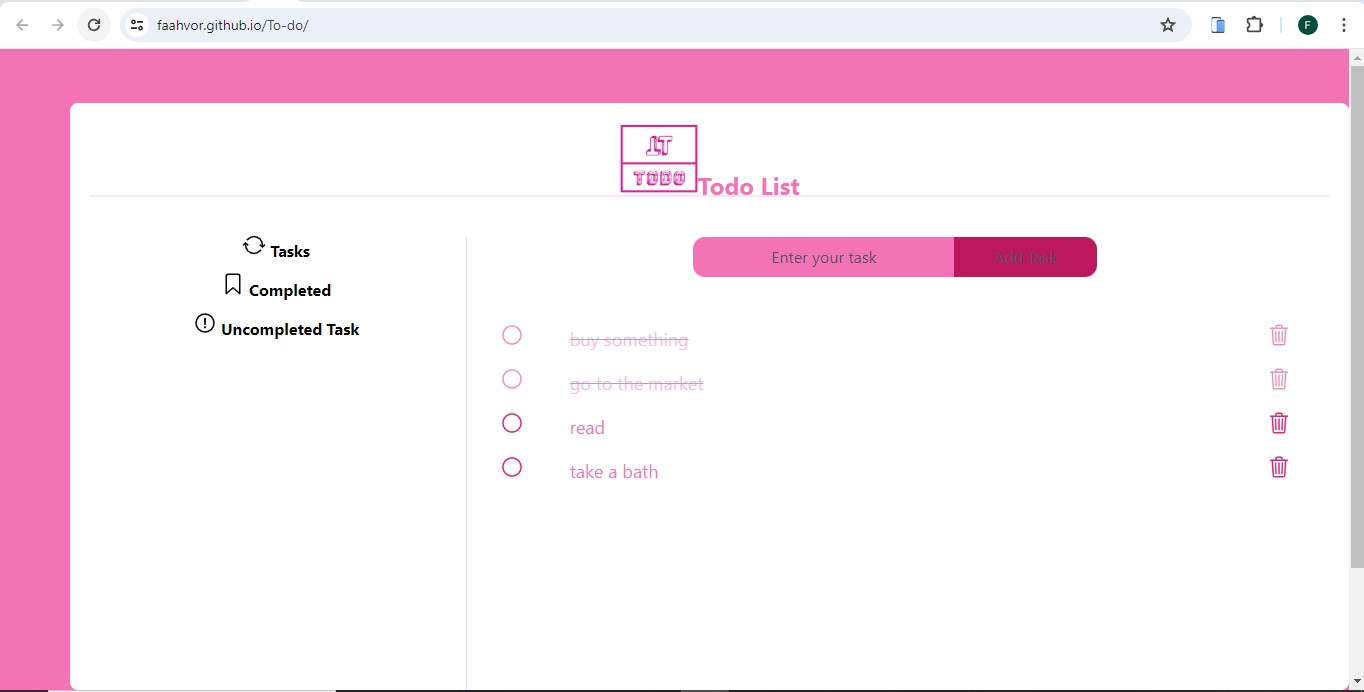 faahvor.github.io/To-do/
F
TODO
Todo List
Tasks
Completed
Uncompleted Task
Enter your task
Add Task
buy something
go to the market
read
take a bath